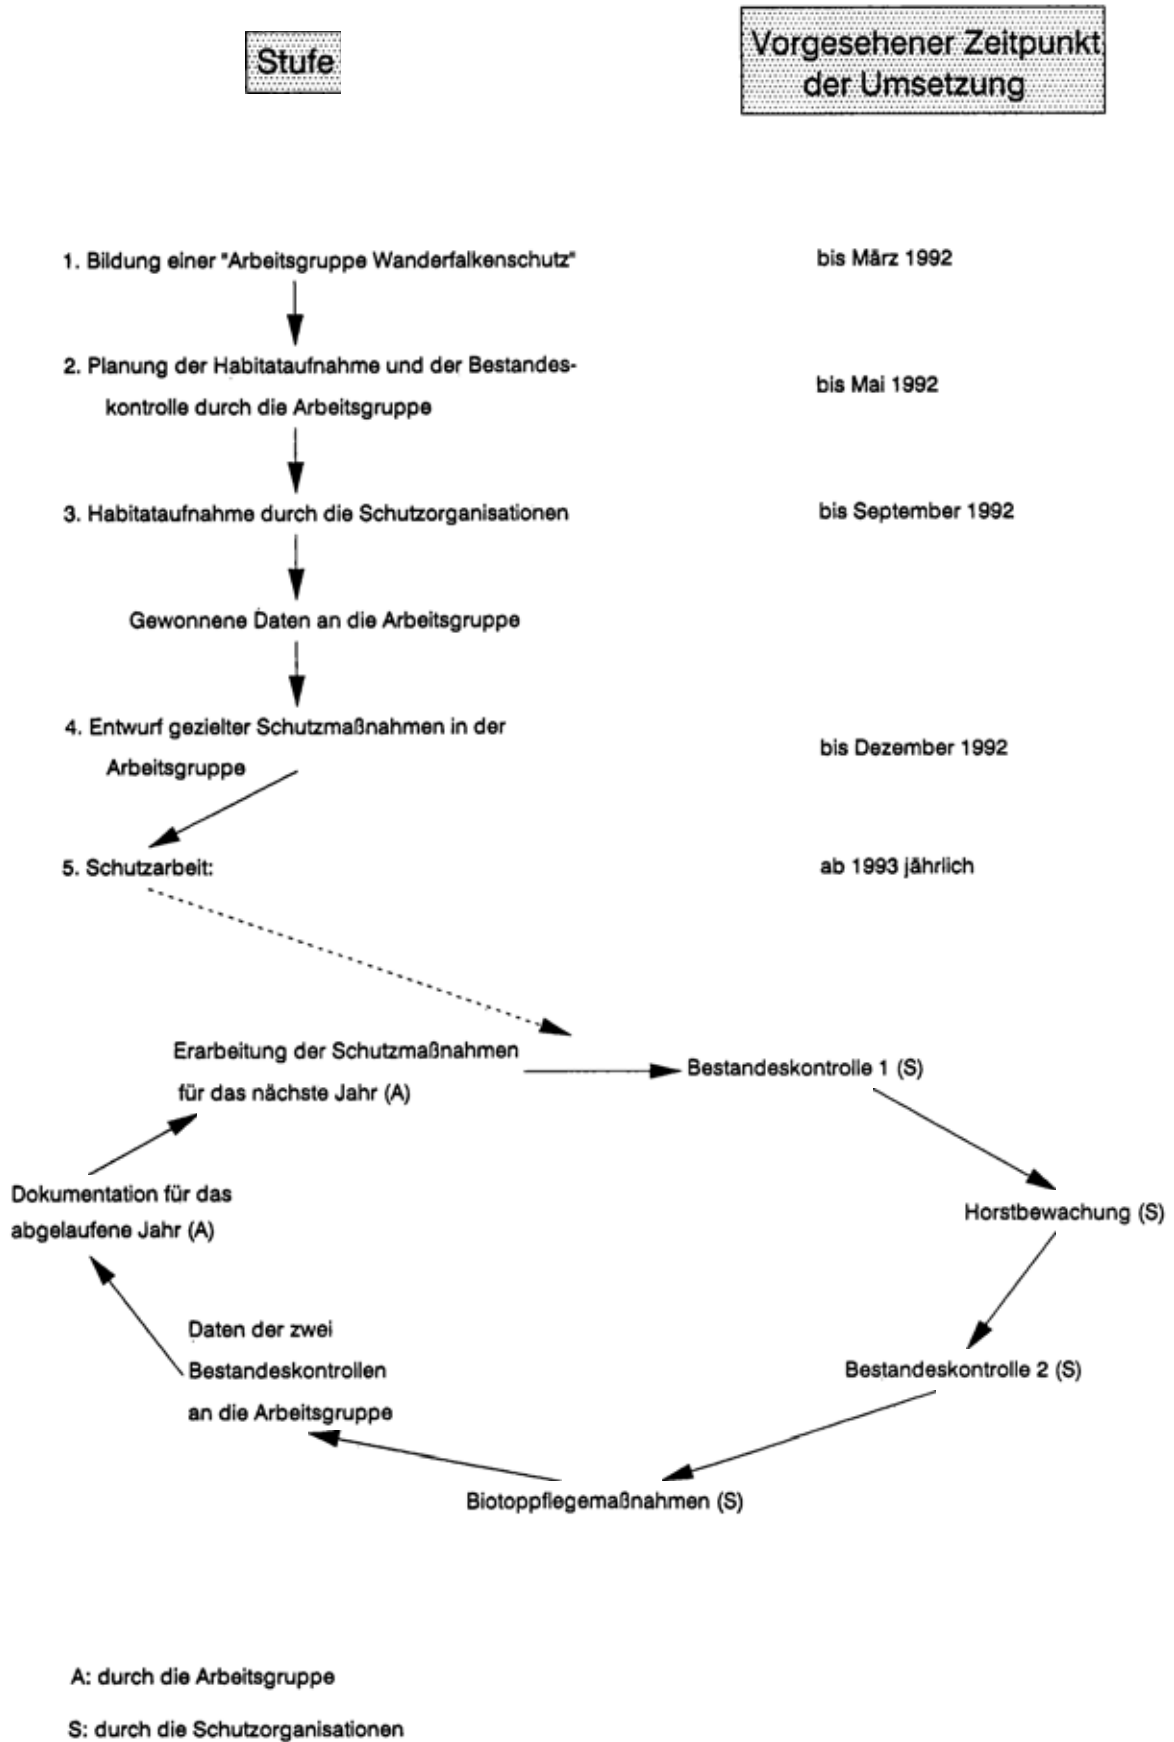 Stufe
Vorgesehener Zeitpunkt
der Umsetzung
1. Bildung einer "Arbeitsgruppe Wanderfalkenschutz"
bis März 1992
2. Planung der Habitataufnahme und der Bestandes-
kontrolle durch die Arbeitsgruppe
bis Mai 1992
3. Habitataufnahme durch die Schutzorganisationen
bis September 1992
Gewonnene Daten an die Arbeitsgruppe
4. Entwurf gezielter Schutzmaßnahmen in der
Arbeitsgruppe
bis Dezember 1992
5. Schutzarbeit:
ab 1993 jährlich
Erarbeitung der Schutzmaßnahmen
für das nächste Jahr (A)
Bestandeskontrolle 1 (S)
Horstbewachung (S)
Bestandeskontrolle 2 (S)
Biotoppflegemaßnahmen (S)
Daten der zwei
Bestandeskontrollen
an die Arbeitsgruppe
Dokumentation für das
abgelaufene Jahr (A)
A: durch die Arbeitsgruppe
S: durch die Schutzorganisationen